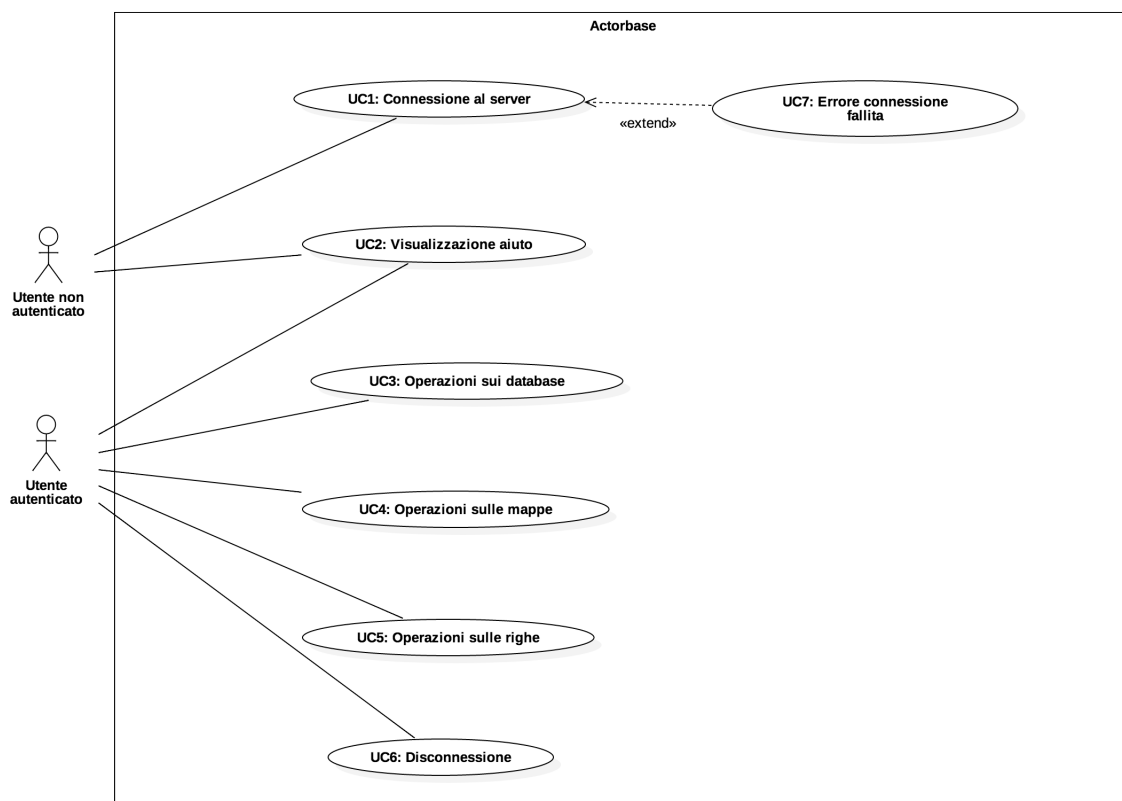 Actorbase
UC1: Connessione al server
UC7: Errore connessione
fallita
«extend»
UC2: Visualizzazione aiuto
Utente non
autenticato
UC3: Operazioni sui database
Utente
autenticato
UC4: Operazioni sulle mappe
UC5: Operazioni sulle righe
UC6: Disconnessione